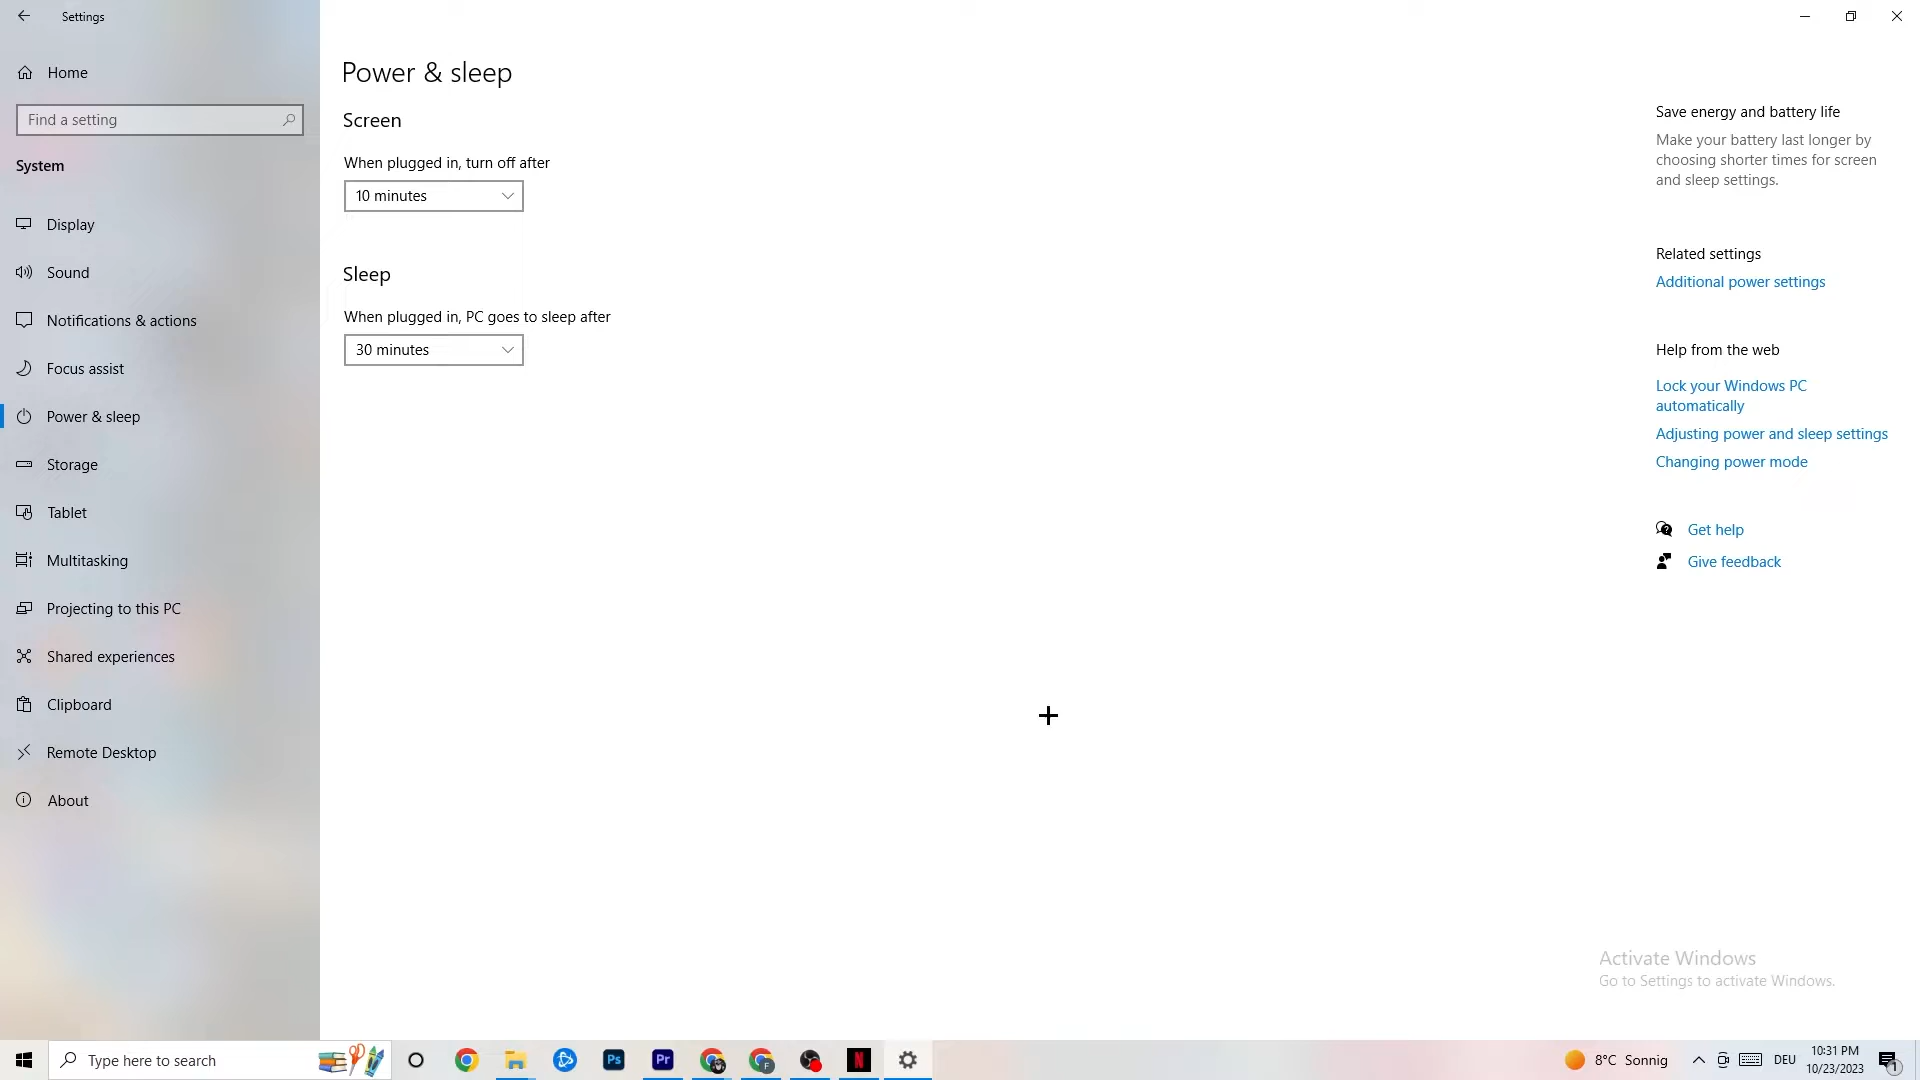 Settings
Home
Find a setting
System
Display
Sound
Notifications & actions
Focus assist
Power & sleep
Storage
Tablet
Multitasking
Projecting to this PC
Shared experiences
Clipboard
Remote Desktop
About
Power & sleep
Screen
When plugged in, turn off after
10 minutes
Sleep
When plugged in, PC goes to sleep after
30 minutes
Save energy and battery life
Make your battery last longer by
choosing shorter times for screen
and sleep settings.
Related settings
Additional power settings
Help from the web
Lock your Windows PC
automatically
Adjusting power and sleep settings
Changing power mode
Get help
Give feedback
Activate Windows
Go to Settings to activate Windows.
Type here to search
Ps
Pr
F
N
8°C Sonnig
DEU
10:31 PM
10/23/2023
1